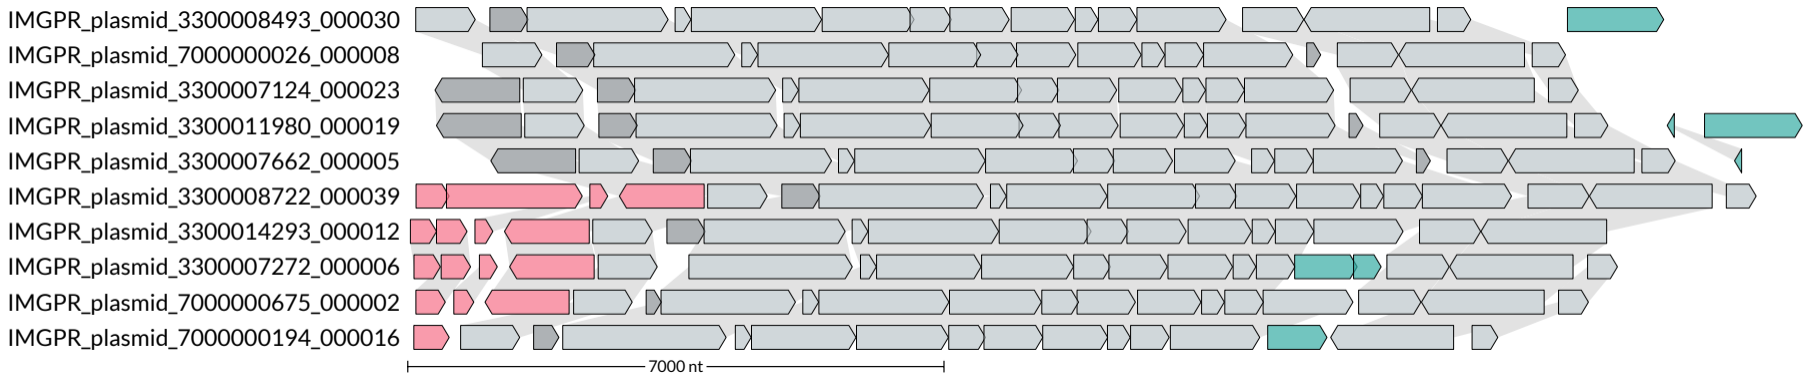 IMGPR_plasmid_3300008493_000030
IMGPR_plasmid_7000000026_000008
IMGPR_plasmid_3300007124_000023
IMGPR_plasmid_3300011980_000019
IMGPR_plasmid_3300007662_000005
IMGPR_plasmid_3300008722_000039
IMGPR_plasmid_3300014293_000012
IMGPR_plasmid_3300007272_000006
IMGPR_plasmid_7000000675_000002
IMGPR_plasmid_7000000194_000016
7000 nt